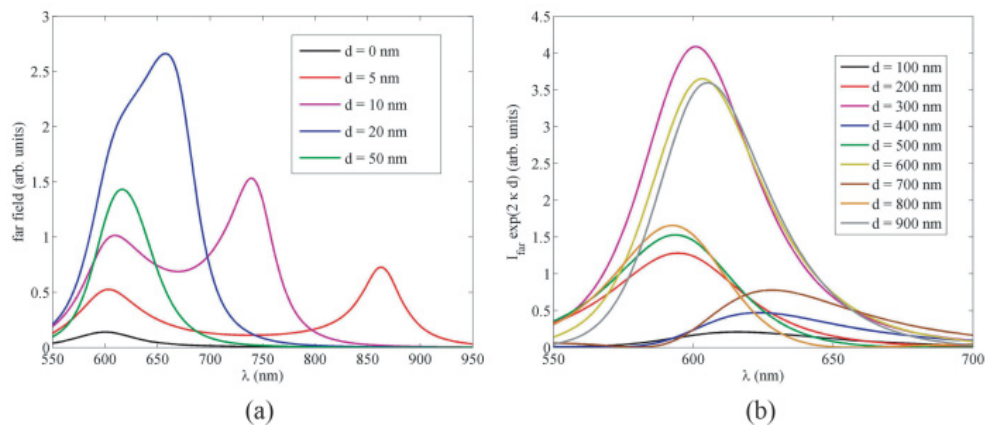 3
2.5
2
1.5
1
0.5
0
550 600 650 700 750 800 850 900 950
λ (nm)
far field (arb. units)
d = 0 nm
d = 5 nm
d = 10 nm
d = 20 nm
d = 50 nm
(a)
4.5
4
3.5
3
2.5
2
1.5
1
0.5
0
550 600 650 700
λ (nm)
I_far exp(2 κ d) (arb. units)
d = 100 nm
d = 200 nm
d = 300 nm
d = 400 nm
d = 500 nm
d = 600 nm
d = 700 nm
d = 800 nm
d = 900 nm
(b)